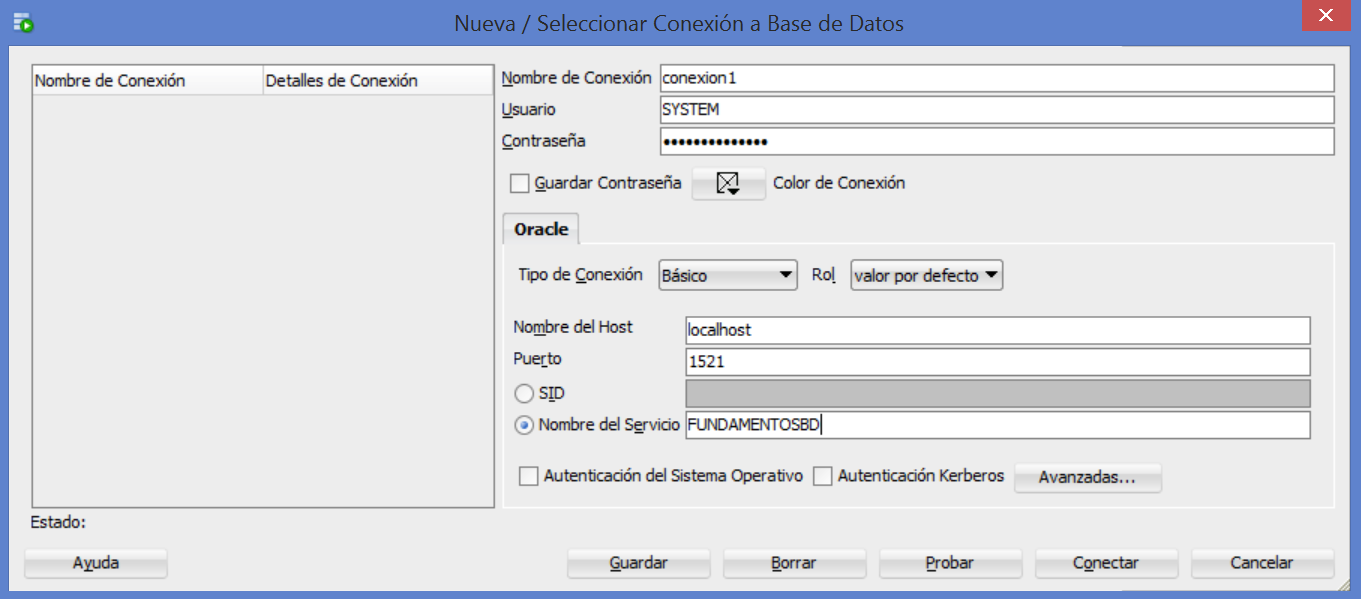 Nueva / Seleccionar Conexión a Base de Datos
Nombre de Conexión Detalles de Conexión
Nombre de Conexión conexion1
Usuario SYSTEM
Contraseña ••••••••••••••
Guardar Contraseña Color de Conexión
Oracle
Tipo de Conexión Básico Rol valor por defecto
Nombre del Host localhost
Puerto 1521
SID
Nombre del Servicio FUNDAMENTOSBD
Autenticación del Sistema Operativo Autenticación Kerberos Avanzadas...
Estado:
Ayuda Guardar Borrar Probar Conectar Cancelar